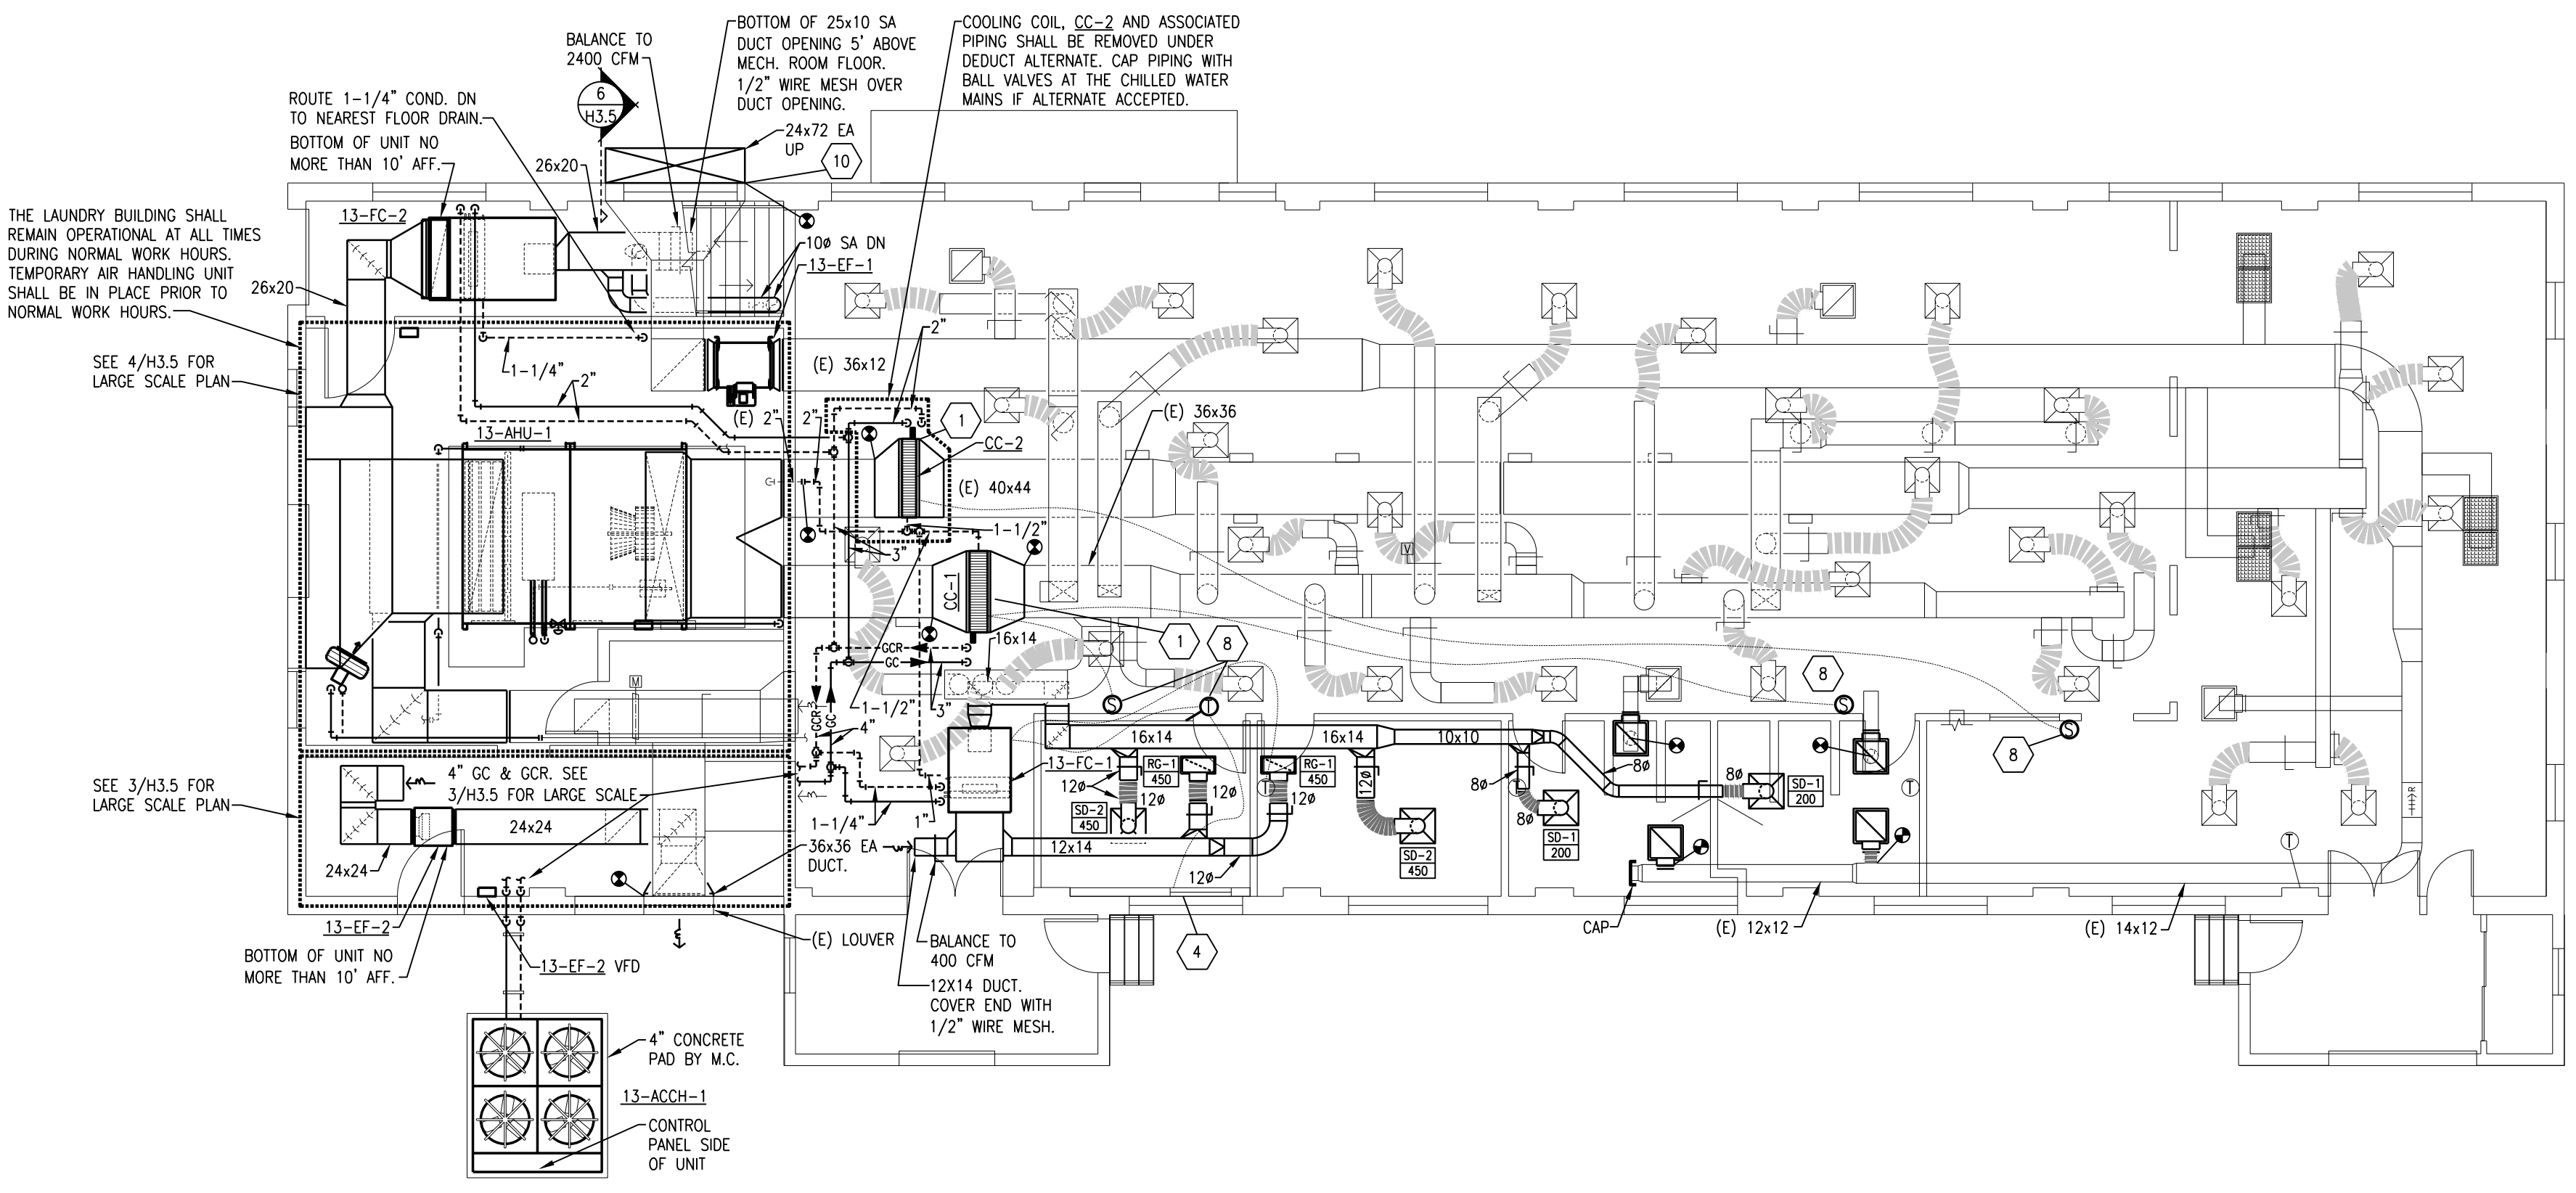 BOTTOM OF 25x10 SA
DUCT OPENING 5' ABOVE
MECH. ROOM FLOOR.
1/2" WIRE MESH OVER
DUCT OPENING.
COOLING COIL, CC-2 AND ASSOCIATED
PIPING SHALL BE REMOVED UNDER
DEDUCT ALTERNATE. CAP PIPING WITH
BALL VALVES AT THE CHILLED WATER
MAINS IF ALTERNATE ACCEPTED.
BALANCE TO
2400 CFM
6
H3.5
ROUTE 1-1/4" COND. DN
TO NEAREST FLOOR DRAIN.
BOTTOM OF UNIT NO
MORE THAN 10' AFF.
26x20
24x72 EA
UP
10
13-FC-2
THE LAUNDRY BUILDING SHALL
REMAIN OPERATIONAL AT ALL TIMES
DURING NORMAL WORK HOURS.
TEMPORARY AIR HANDLING UNIT
SHALL BE IN PLACE PRIOR TO
NORMAL WORK HOURS.
26x20
10ø SA DN
13-EF-1
SEE 4/H3.5 FOR
LARGE SCALE PLAN
1-1/4"
2"
2"
(E) 36x12
(E) 2"
2"
1
(E) 36x36
13-AHU-1
CC-2
(E) 40x44
1-1/2"
3"
V
CC-1
1
16x14
8
GCR
GC
M
8
S
T
S
S
8
1-1/2"
3"
GCR
GC
4"
16x14
16x14
10x10
13-FC-1
RG-1
450
RG-1
450
12ø
12ø
12ø
12ø
8ø
8ø
8ø
8ø
SD-1
200
T
T
T
R
SEE 3/H3.5 FOR
LARGE SCALE PLAN
4" GC & GCR. SEE
3/H3.5 FOR LARGE SCALE
SD-2
450
1-1/4"
1"
24x24
24x24
36x36 EA
DUCT.
12x14
12ø
SD-2
450
SD-1
200
T
13-EF-2
BOTTOM OF UNIT NO
MORE THAN 10' AFF.
13-EF-2 VFD
(E) LOUVER
BALANCE TO
400 CFM
12X14 DUCT.
COVER END WITH
1/2" WIRE MESH.
4
CAP
(E) 12x12
(E) 14x12
4" CONCRETE
PAD BY M.C.
13-ACCH-1
CONTROL
PANEL SIDE
OF UNIT